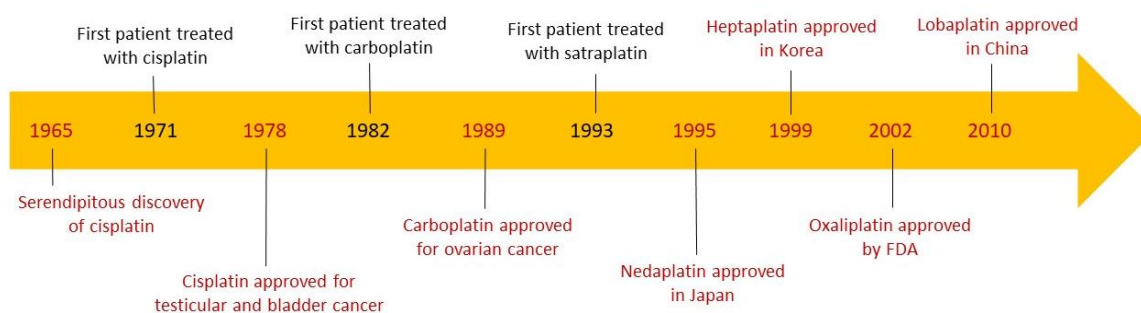 First patient treated
with cisplatin
First patient treated
with carboplatin
First patient treated
with satraplatin
Heptaplatin approved
in Korea
Lobaplatin approved
in China
1965 1971 1978 1982 1989 1993 1995 1999 2002 2010
Serendipitous discovery
of cisplatin
Cisplatin approved for
testicular and bladder cancer
Carboplatin approved
for ovarian cancer
Nedaplatin approved
in Japan
Oxaliplatin approved
by FDA